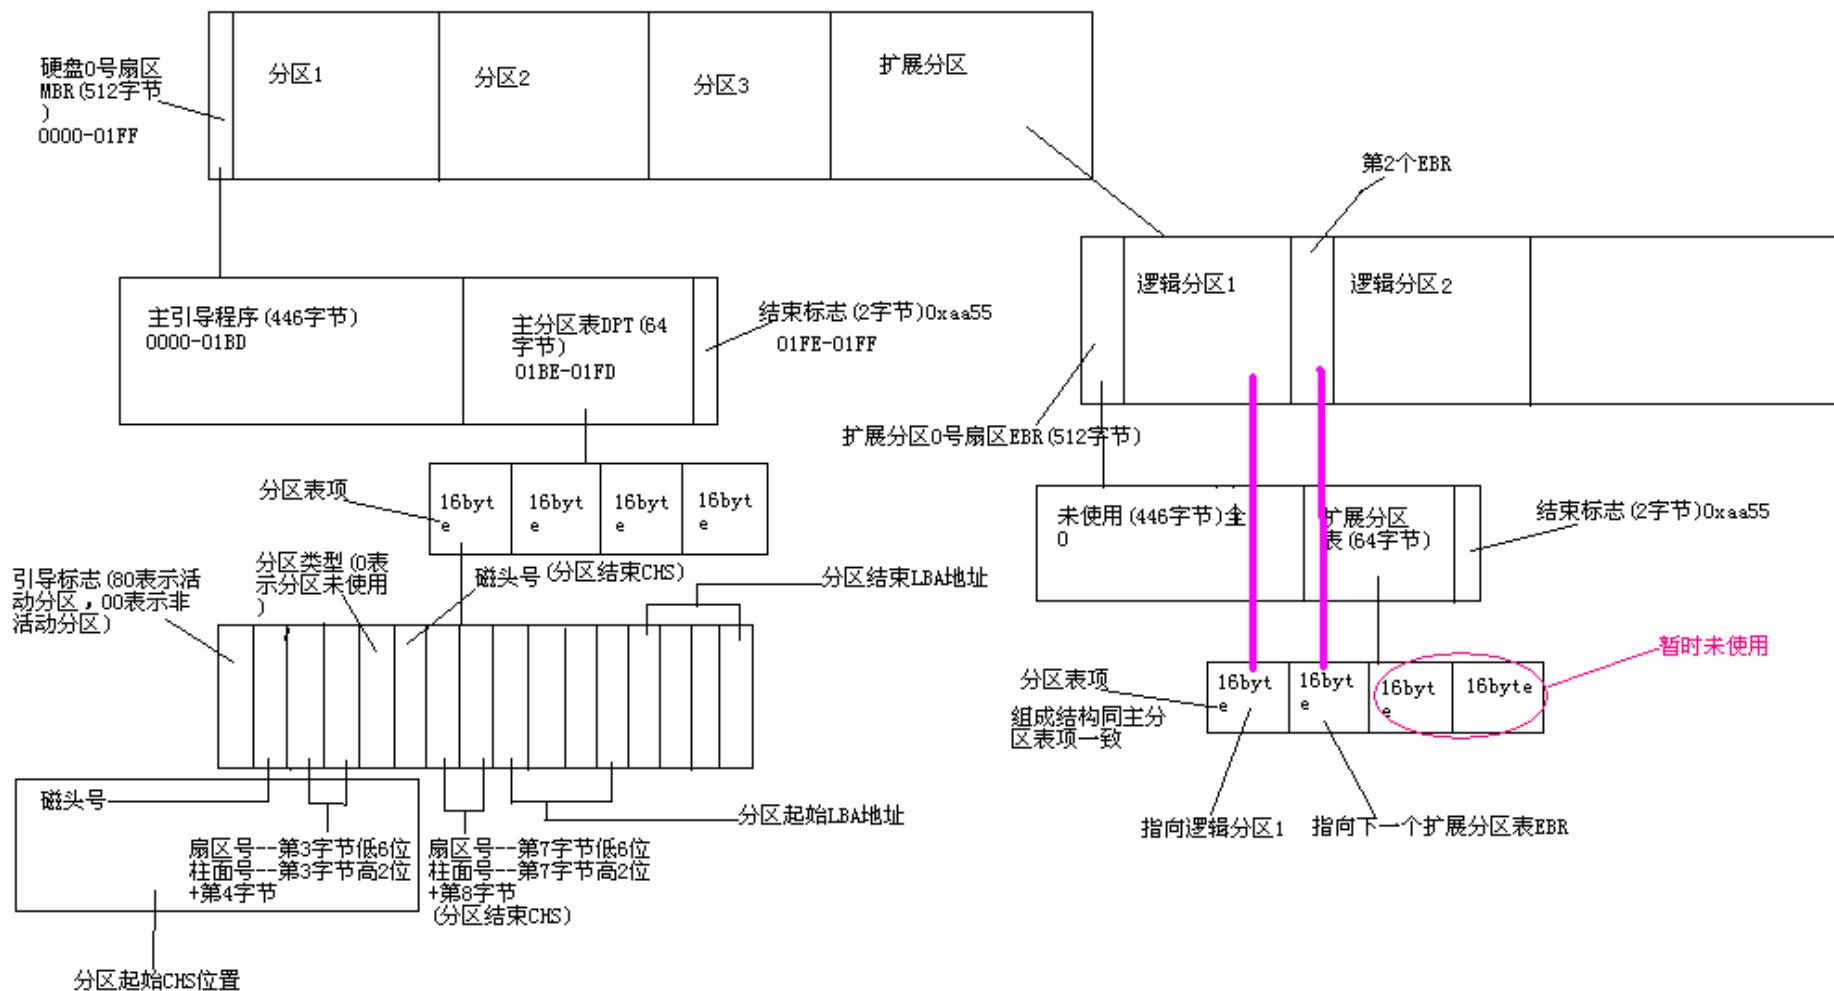 硬盘0号扇区
MBR(512字节
)
0000-01FF
分区1
分区2
分区3
扩展分区
第2个EBR
逻辑分区1
逻辑分区2
主引导程序(446字节)
0000-01BD
主分区表DPT(64
字节)
01BE-01FD
结束标志(2字节)0xaa55
01FE-01FF
扩展分区0号扇区EBR(512字节)
分区表项
16byt
e
16byt
e
16byt
e
16byt
e
未使用(446字节)全
0
扩展分区
表(64字节)
结束标志(2字节)0xaa55
引导标志(80表示活
动分区，00表示非
活动分区)
分区类型(0表
示分区未使用
)
磁头号(分区结束CHS)
分区结束LBA地址
暂时未使用
分区表项
组成结构同主分
区表项一致
16byt
e
16byt
e
16byt
e
16byte
磁头号
扇区号--第3字节低6位
柱面号--第3字节高2位
+第4字节
扇区号--第7字节低6位
柱面号--第7字节高2位
+第8字节
(分区结束CHS)
分区起始LBA地址
指向逻辑分区1
指向下一个扩展分区表EBR
分区起始CHS位置